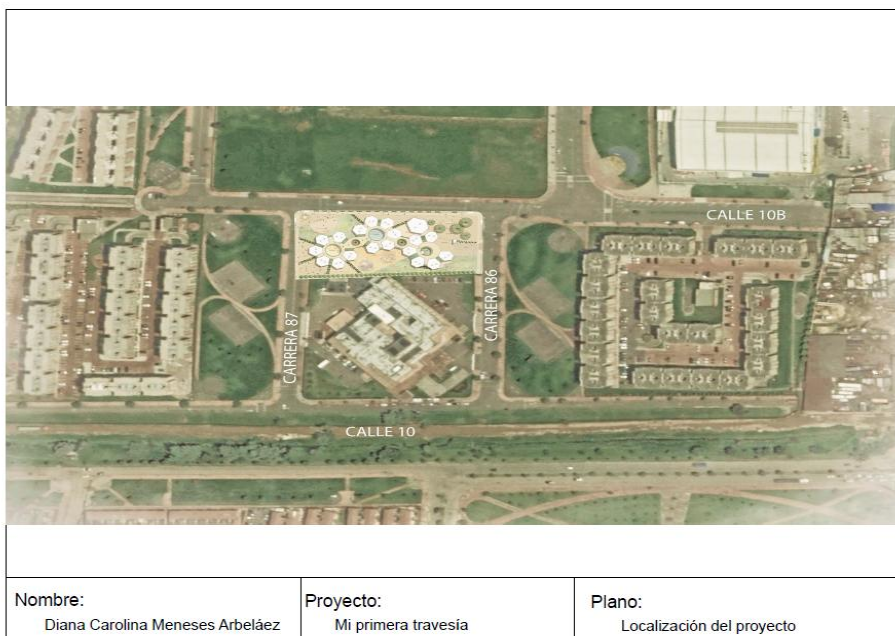 CALLE 10B
CARRERA 87
CARRERA 86
CALLE 10
Nombre:
Diana Carolina Meneses Arbeláez
Proyecto:
Mi primera travesía
Plano:
Localización del proyecto